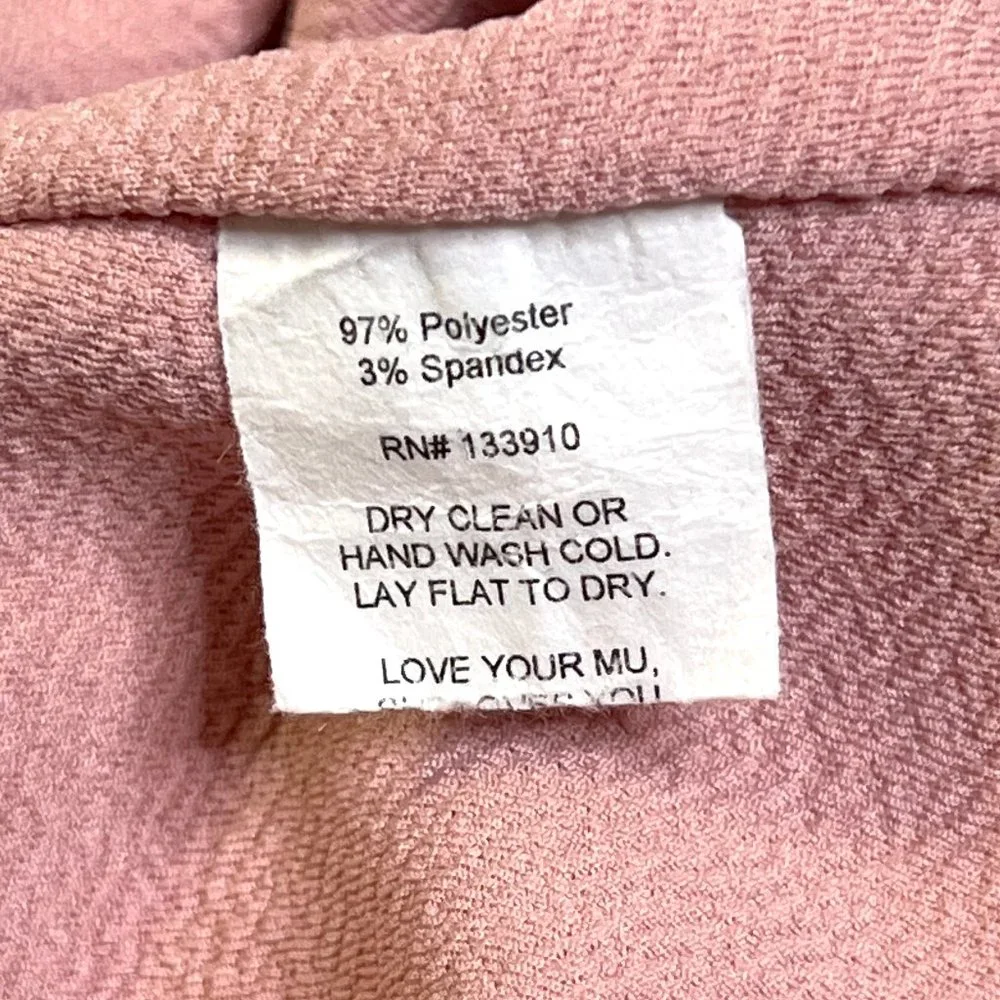 97% Polyester
3% Spandex
RN# 133910
DRY CLEAN OR
HAND WASH COLD.
LAY FLAT TO DRY.
LOVE YOUR MU,
YOU